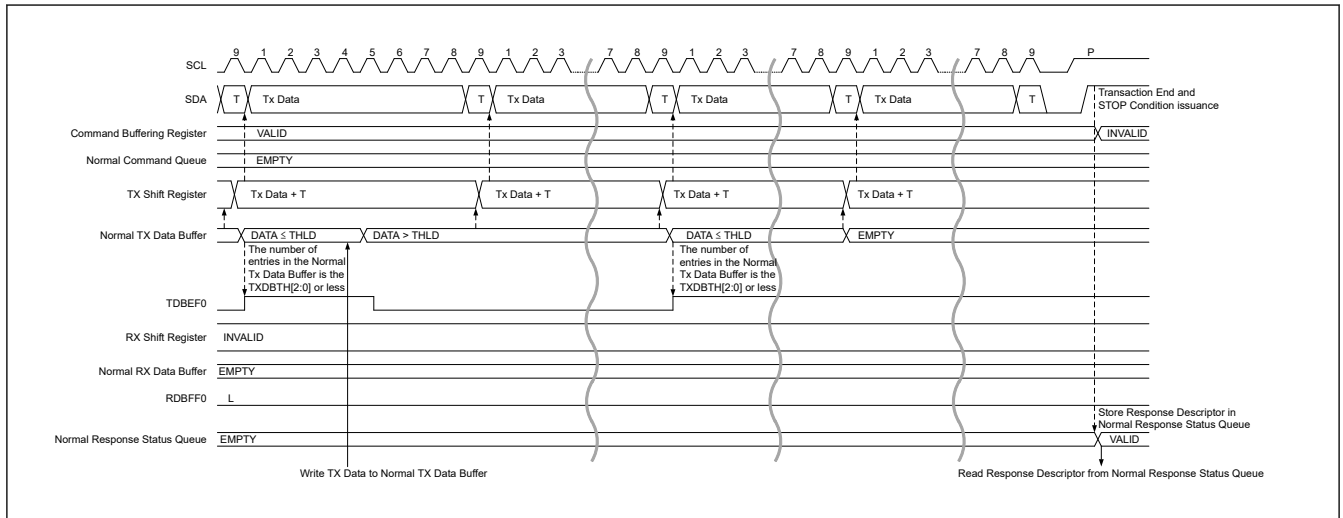 9 1 2 3 4 5 6 7 8 9 1 2 3 7 8 9 1 2 3 7 8 9 1 2 3 7 8 9 P
SCL
SDA T Tx Data T Tx Data T Tx Data T Tx Data T
Transaction End and
STOP Condition issuance
Command Buffering Register VALID INVALID
Normal Command Queue EMPTY
TX Shift Register Tx Data + T Tx Data + T Tx Data + T Tx Data + T
Normal TX Data Buffer DATA ≤ THLD DATA > THLD DATA ≤ THLD EMPTY
The number of
entries in the Normal
Tx Data Buffer is the
TXDBTH[2:0] or less
The number of
entries in the Normal
Tx Data Buffer is the
TXDBTH[2:0] or less
TDBEF0
RX Shift Register INVALID
Normal RX Data Buffer EMPTY
RDBFF0 L
Store Response Descriptor in
Normal Response Status Queue
Normal Response Status Queue EMPTY VALID
Write TX Data to Normal TX Data Buffer
Read Response Descriptor from Normal Response Status Queue